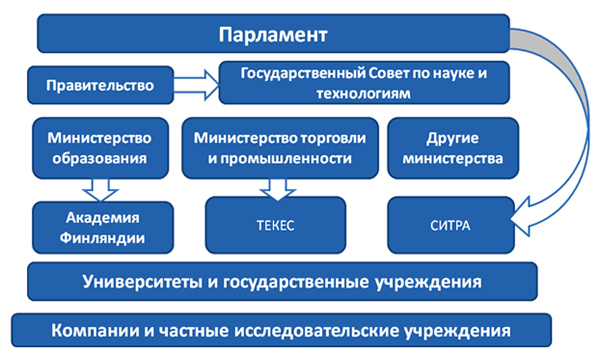 Парламент
Правительство
Государственный Совет по науке и
технологиям
Министерство
образования
Министерство торговли
и промышленности
Другие
министерства
Академия
Финляндии
ТЕКЕС
СИТРА
Университеты и государственные учреждения
Компании и частные исследовательские учреждения